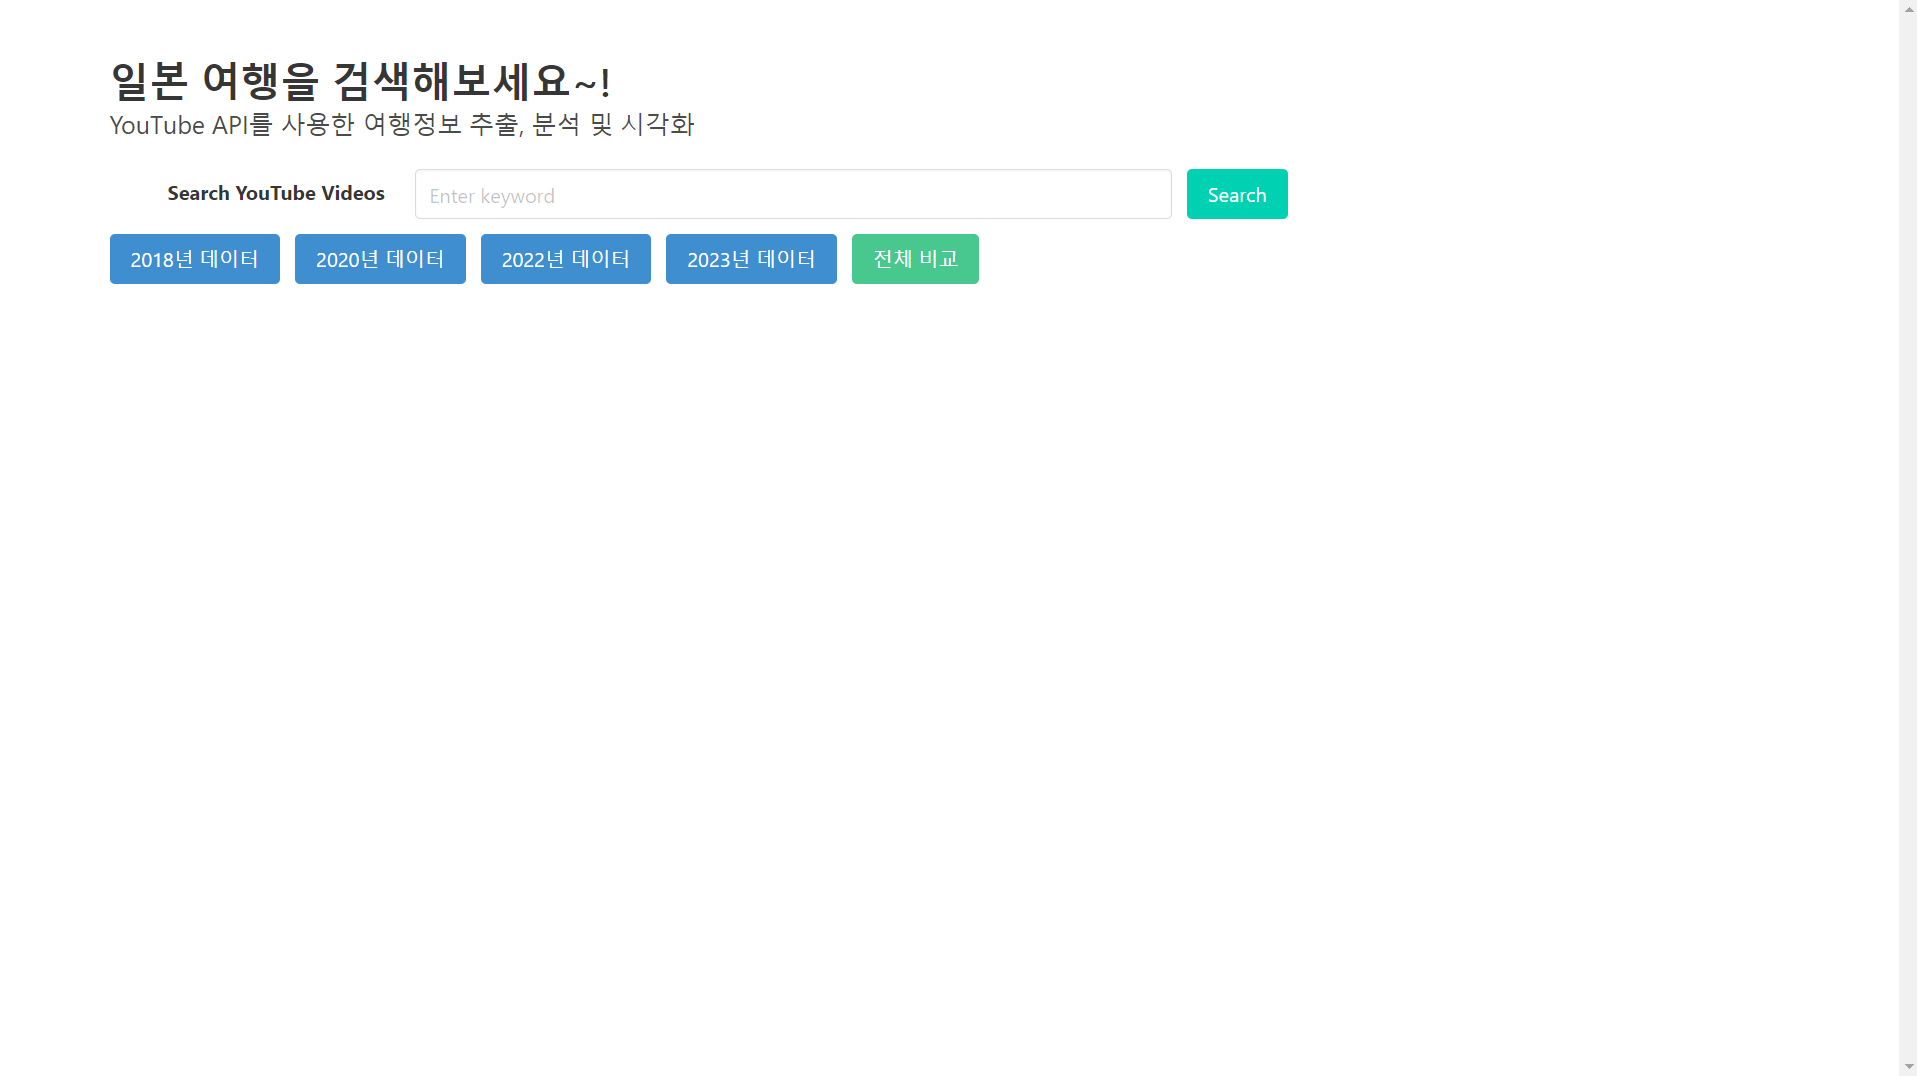 일본 여행을 검색해보세요~!
YouTube API를 사용한 여행정보 추출, 분석 및 시각화
Search YouTube Videos Enter keyword Search
2018년 데이터 2020년 데이터 2022년 데이터 2023년 데이터 전체 비교